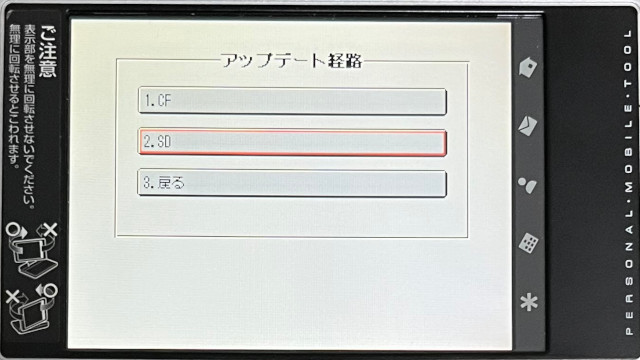 ご注意
表示部を無理に回転させないでください。
無理に回転させるとこわれます。
アップデート経路
1.CF
2.SD
3.戻る
PERSONAL・MOBILE・TOOL